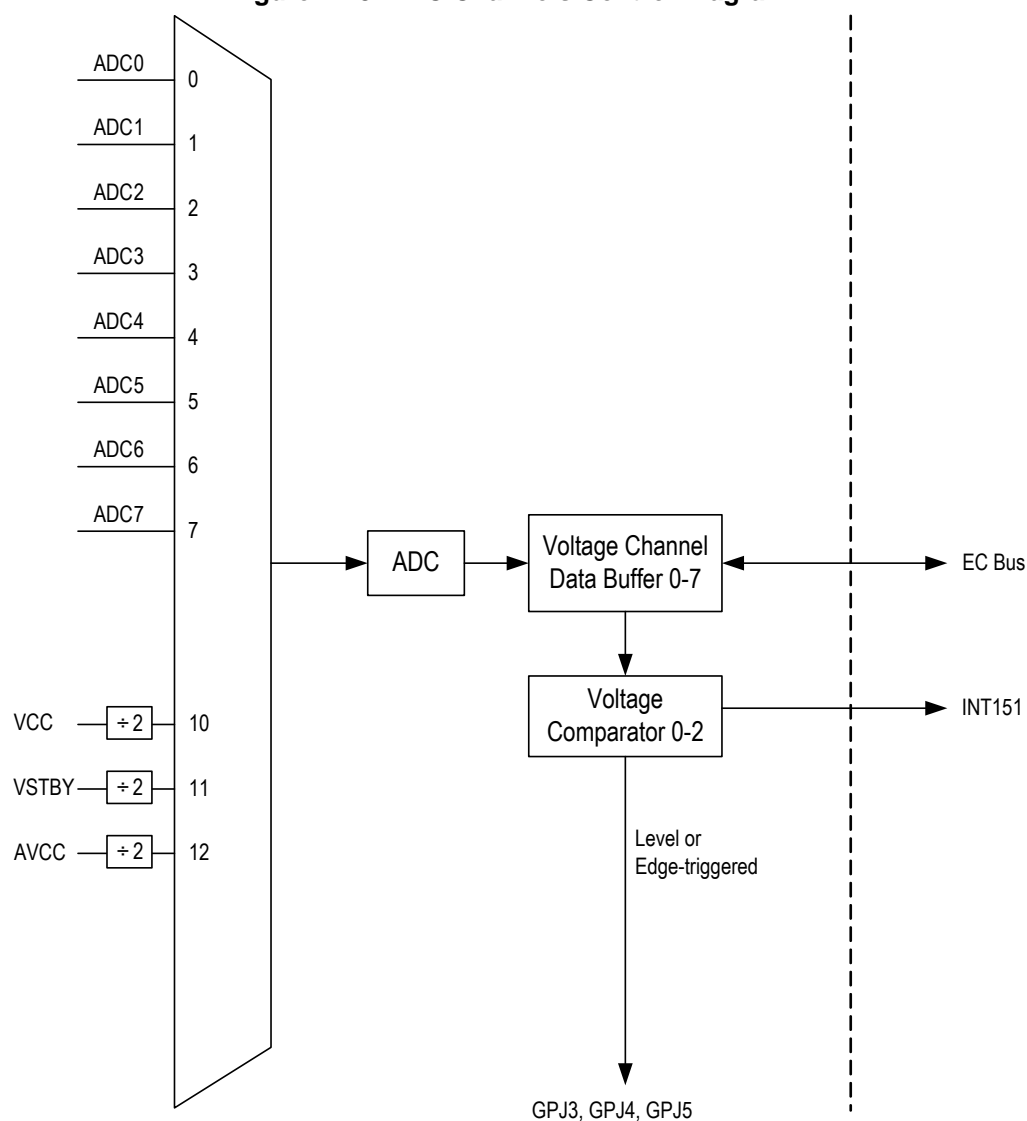 ADC0
0
ADC1
1
ADC2
2
ADC3
3
ADC4
4
ADC5
5
ADC6
6
ADC7
7
ADC
Voltage Channel
Data Buffer 0-7
EC Bus
VCC
÷ 2
10
Voltage
Comparator 0-2
INT151
VSTBY
÷ 2
11
AVCC
÷ 2
12
Level or
Edge-triggered
GPJ3, GPJ4, GPJ5